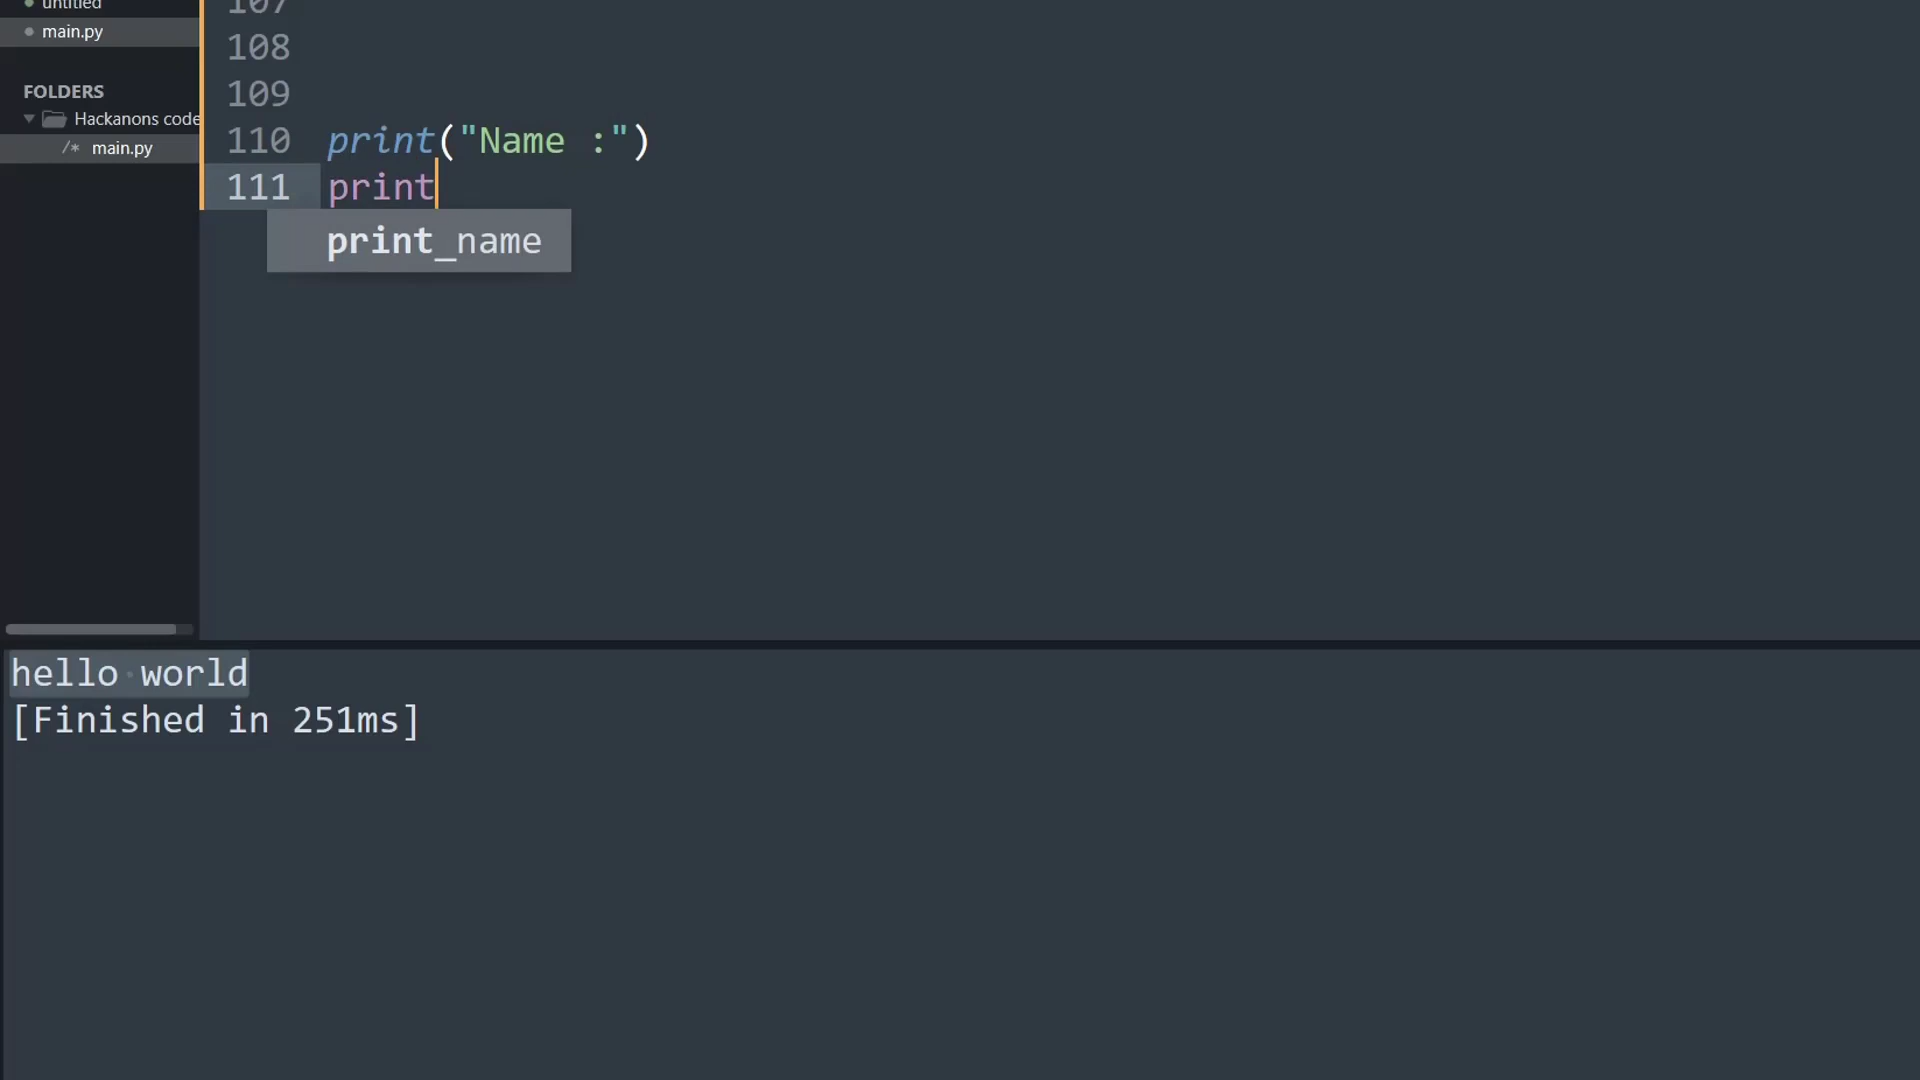 untitled
main.py
FOLDERS
Hackanons code
/* main.py
107
108
109
110 print("Name :")
111 print
print_name
hello world
[Finished in 251ms]